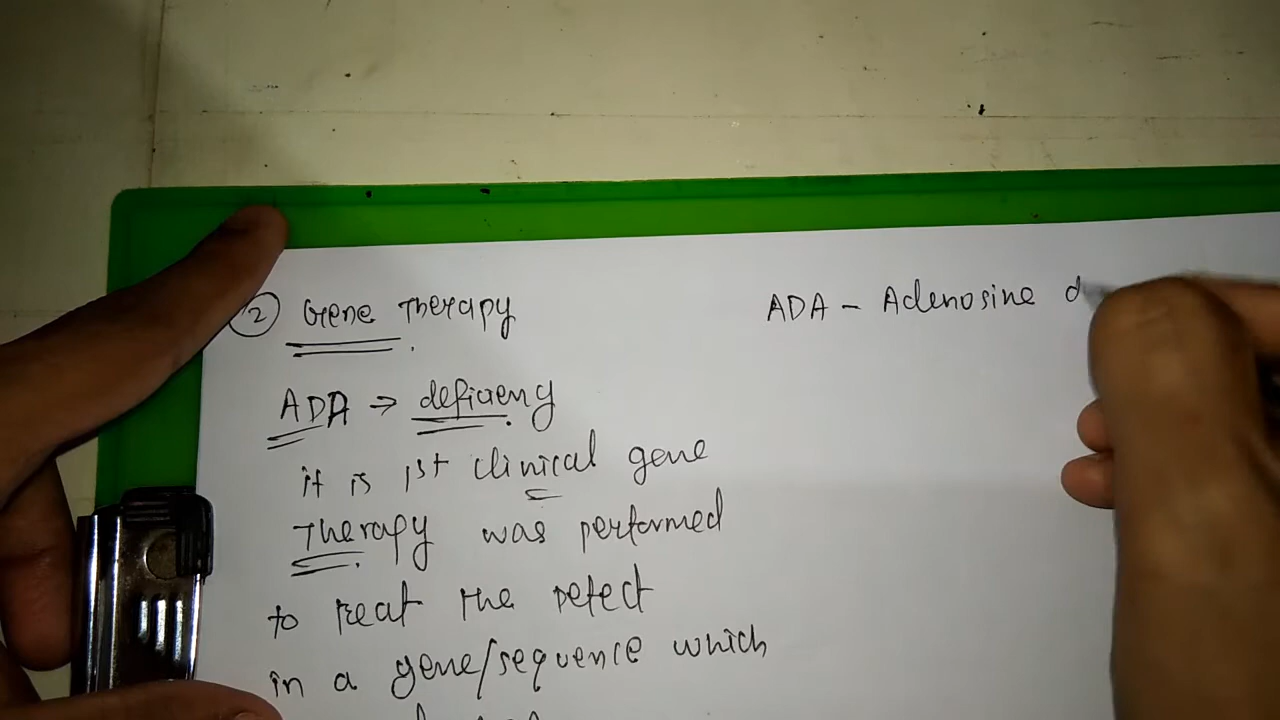 ② Gene Therapy
ADA - Adenosine d
ADA → deficieny
it is 1st clinical gene
Therapy was performed
to treat the defect
in a gene/sequence which